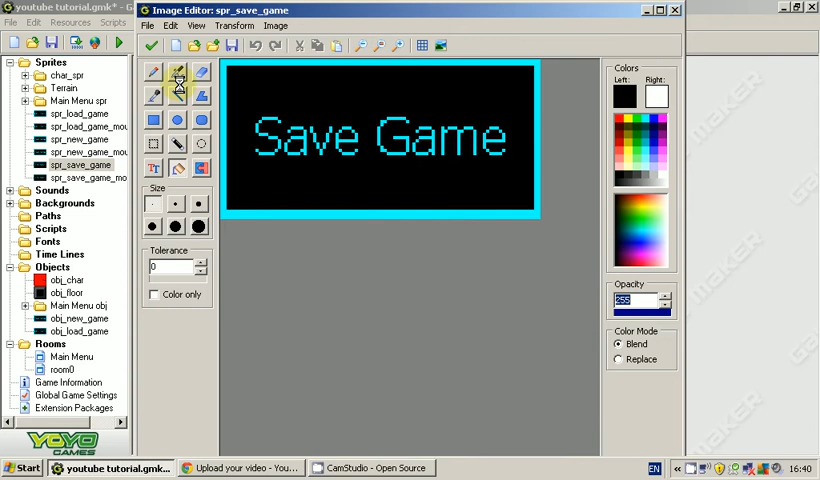 youtube tutorial.gmk* - Ga
File Edit Resources Scripts
Sprites
char_spr
Terrain
Main Menu spr
spr_load_game
spr_load_game_mou
spr_new_game
spr_new_game_mou
spr_save_game
spr_save_game_mo
Sounds
Backgrounds
Paths
Scripts
Fonts
Time Lines
Objects
obj_char
obj_floor
Main Menu obj
obj_new_game
obj_load_game
Rooms
Main Menu
room0
Game Information
Global Game Settings
Extension Packages
YOYO
GAMES
Image Editor: spr_save_game
File Edit View Transform Image
Size
Tolerance
0
Color only
Save Game
Colors
Left: Right:
Opacity
255
Color Mode
Blend
Replace
Start
youtube tutorial.gmk...
Upload your video - You...
CamStudio - Open Source
EN
16:40